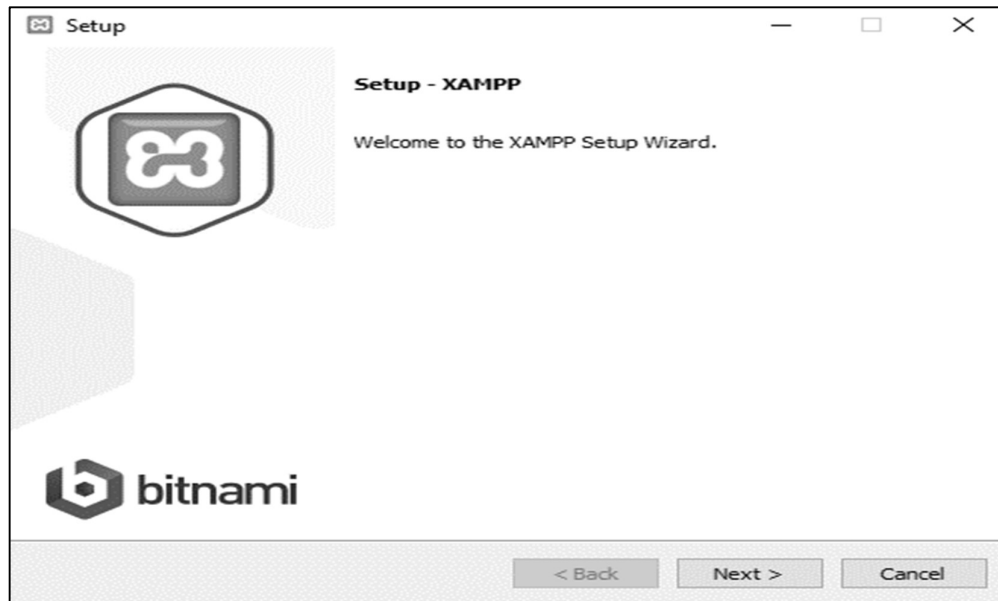 Setup
Setup - XAMPP
Welcome to the XAMPP Setup Wizard.
bitnami
< Back Next > Cancel